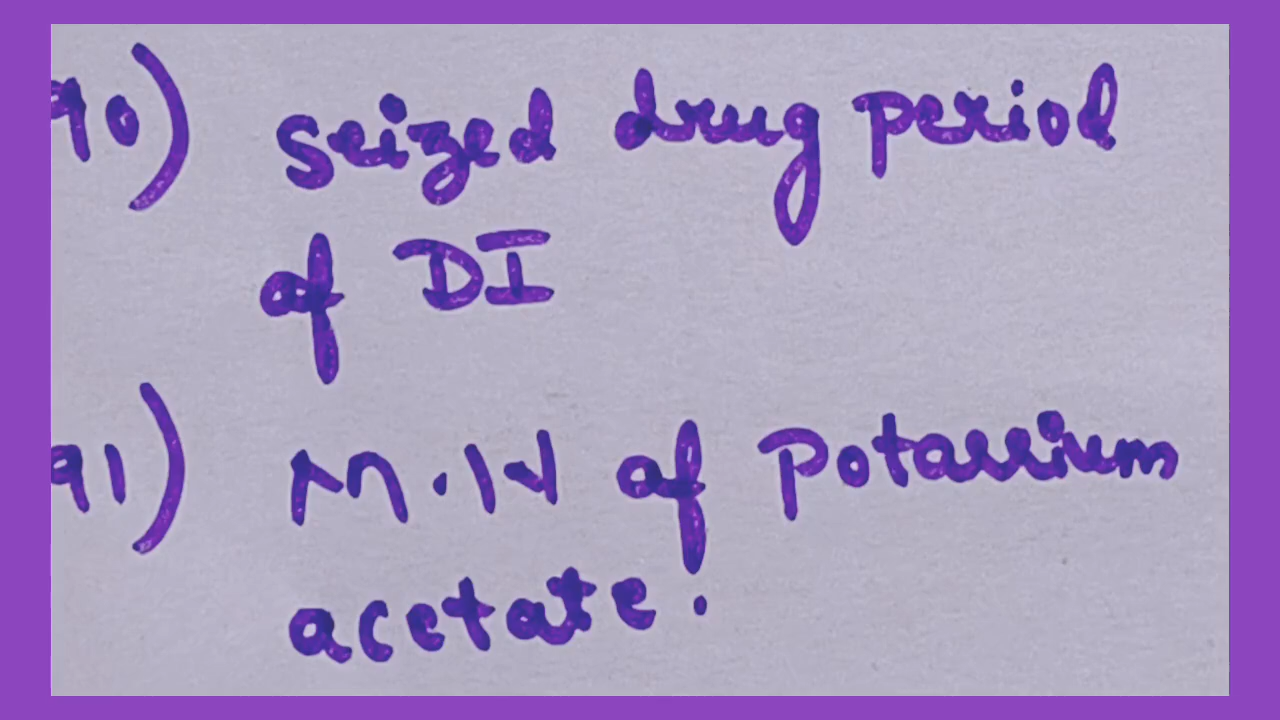 90) seized drug period
of DI
91) M.W of Potassium
acetate.